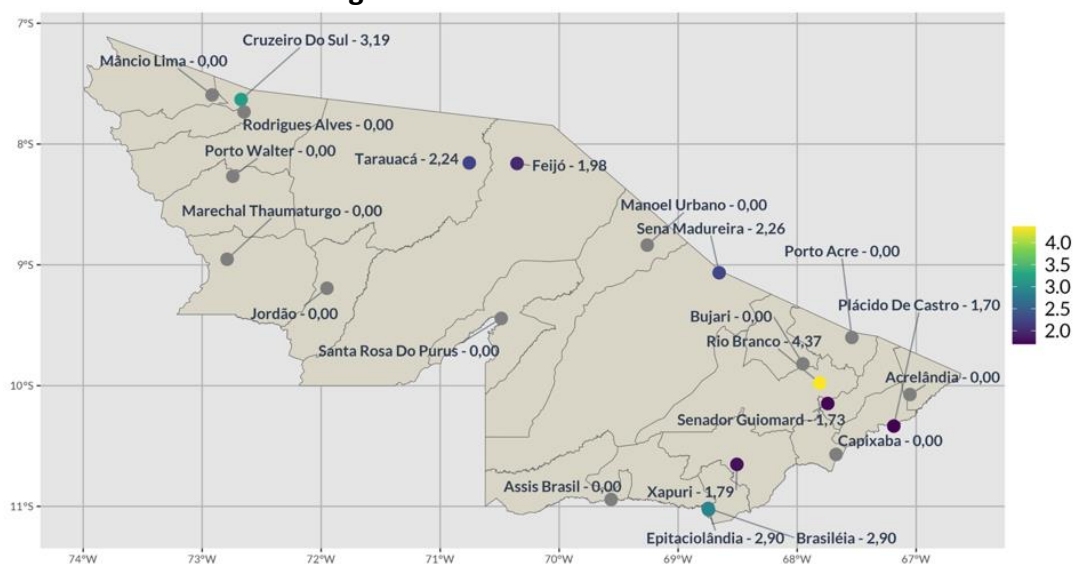 g
7°S
Cruzeiro Do Sul - 3,19
Mâncio Lima - 0,00
Rodrigues Alves - 0,00
8°S
Porto Walter - 0,00
Tarauacá - 2,24
Feijó - 1,98
Marechal Thaumaturgo - 0,00
Manoel Urbano - 0,00
Sena Madureira - 2,26
Porto Acre - 0,00
4.0
3.5
3.0
2.5
2.0
9°S
Jordão - 0,00
Plácido De Castro - 1,70
Bujari - 0,00
Rio Branco - 4,37
Santa Rosa Do Purus - 0,00
10°S
Acrelândia - 0,00
Senador Guiomard - 1,73
Capixaba - 0,00
Assis Brasil - 0,00
Xapuri - 1,79
11°S
Epitaciolândia - 2,90
Brasiléia - 2,90
74°W
73°W
72°W
71°W
70°W
69°W
68°W
67°W